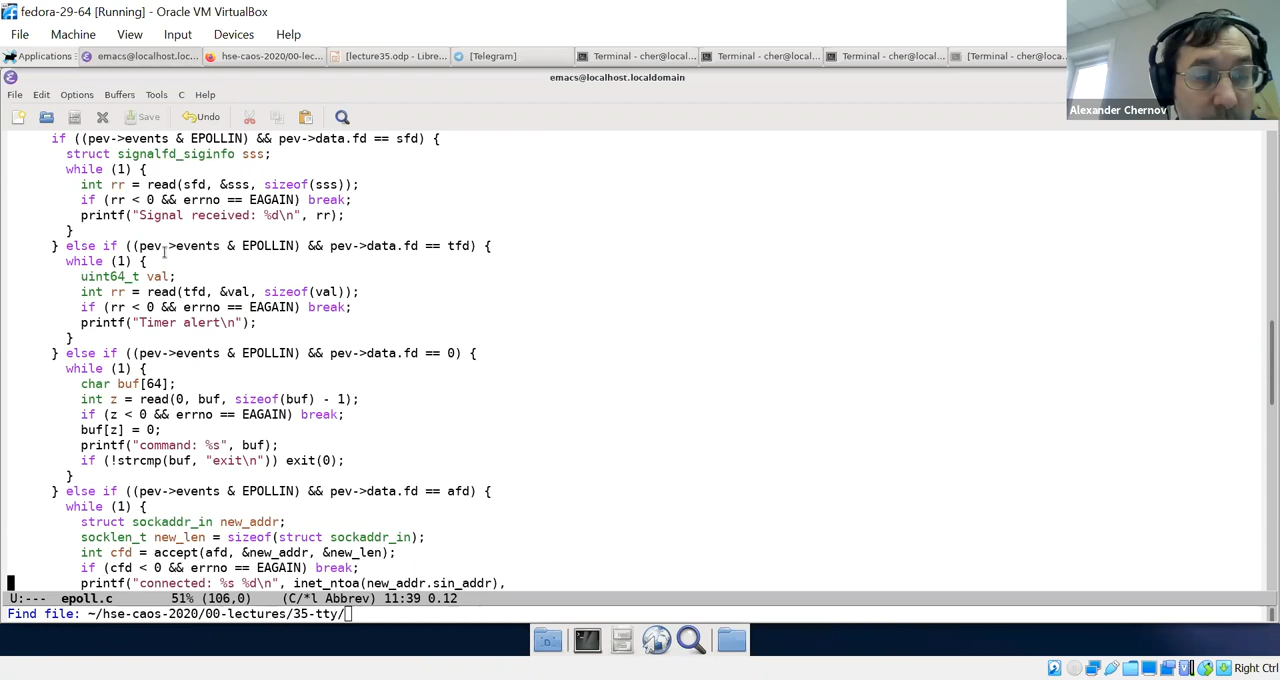 fedora-29-64 [Running] - Oracle VM VirtualBox
File Machine View Input Devices Help
Applications emacs@localhost.loc... hse-caos-2020/00-lec... [lecture35.odp - Libre... [Telegram] Terminal - cher@local... Terminal - cher@local... Terminal - cher@local... [Terminal - cher@loca...
emacs@localhost.localdomain
Alexander Chernov
File Edit Options Buffers Tools C Help
Save Undo
if ((pev->events & EPOLLIN) && pev->data.fd == sfd) {
struct signalfd_siginfo sss;
while (1) {
int rr = read(sfd, &sss, sizeof(sss));
if (rr < 0 && errno == EAGAIN) break;
printf("Signal received: %d\n", rr);
}
} else if ((pev->events & EPOLLIN) && pev->data.fd == tfd) {
while (1) {
uint64_t val;
int rr = read(tfd, &val, sizeof(val));
if (rr < 0 && errno == EAGAIN) break;
printf("Timer alert\n");
}
} else if ((pev->events & EPOLLIN) && pev->data.fd == 0) {
while (1) {
char buf[64];
int z = read(0, buf, sizeof(buf) - 1);
if (z < 0 && errno == EAGAIN) break;
buf[z] = 0;
printf("command: %s", buf);
if (!strcmp(buf, "exit\n")) exit(0);
}
} else if ((pev->events & EPOLLIN) && pev->data.fd == afd) {
while (1) {
struct sockaddr_in new_addr;
socklen_t new_len = sizeof(struct sockaddr_in);
int cfd = accept(afd, &new_addr, &new_len);
if (cfd < 0 && errno == EAGAIN) break;
printf("connected: %s %d\n", inet_ntoa(new_addr.sin_addr),
U:--- epoll.c 51% (106,0) (C/*l Abbrev) 11:39 0.12
Find file: ~/hse-caos-2020/00-lectures/35-tty/
Right Ctrl